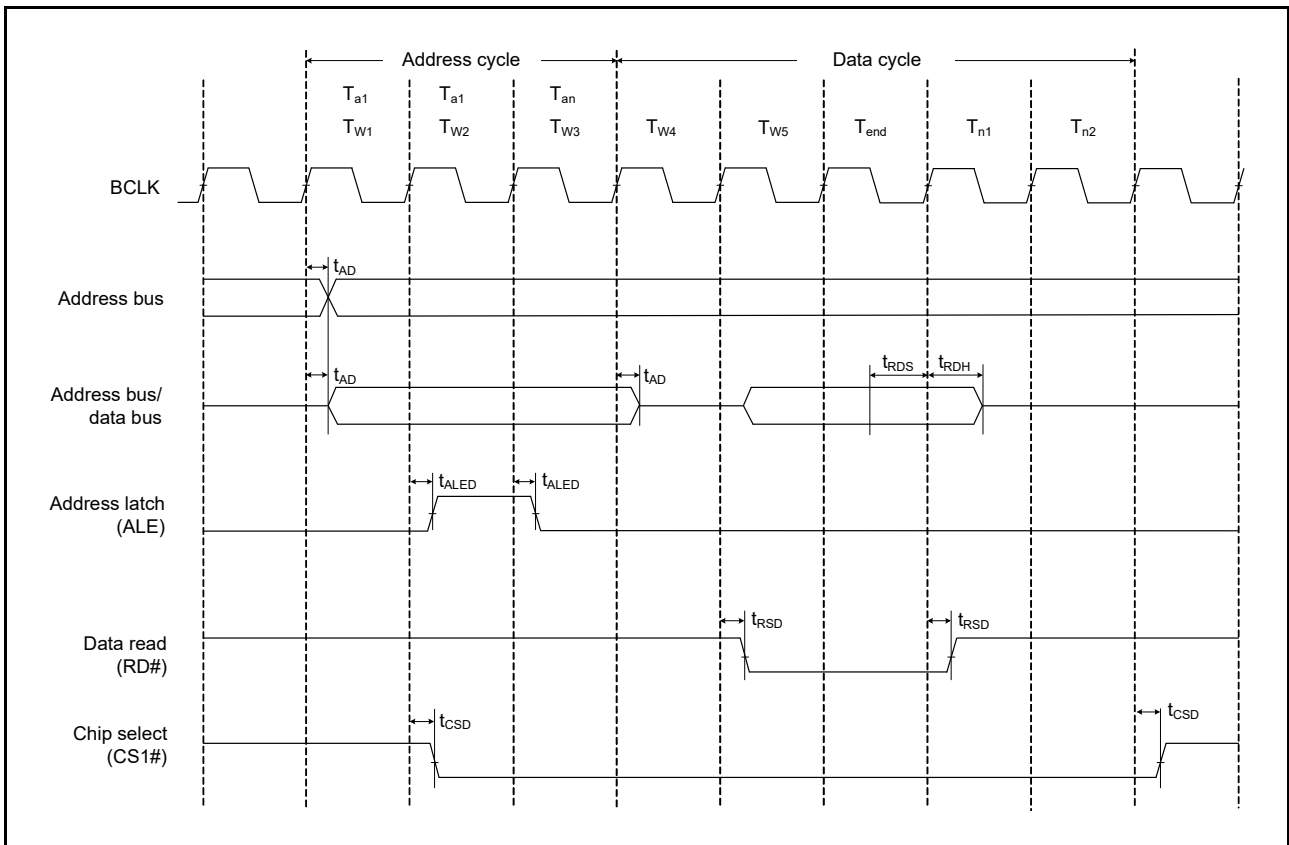 Address cycle Data cycle
Ta1 Ta1 Tan
TW1 TW2 TW3 TW4 TW5 Tend Tn1 Tn2
BCLK
tAD
Address bus
tAD tAD tRDS tRDH
Address bus/
data bus
tALED tALED
Address latch
(ALE)
tRSD tRSD
Data read
(RD#)
tCSD tCSD
Chip select
(CS1#)